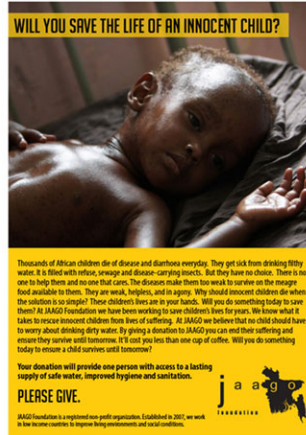 WILL YOU SAVE THE LIFE OF AN INNOCENT CHILD?
Thousands of African children die of disease and diarrhoea everyday. They get sick from drinking filthy
water. It is filled with refuse, sewage and disease-carrying insects. But they have no choice. There is no
one to help them and no one that cares. The diseases make them too weak to survive on the meagre
food available to them. They are weak, helpless, and in agony. Why should innocent children die when
the solution is so simple? These children's lives are in your hands. Will you do something today to save
them? At JAAGO Foundation we have been working to save children's lives for years. We know what it
takes to rescue innocent children from lives of suffering. At JAAGO we believe that no child should have
to worry about drinking dirty water. By giving a donation to JAAGO you can end their suffering and
ensure they survive until tomorrow. It'll cost you less than one cup of coffee. Will you do something
today to ensure a child survives until tomorrow?
Your donation will provide one person with access to a lasting
supply of safe water, improved hygiene and sanitation.
PLEASE GIVE.
JAAGO Foundation is a registered non-profit organization. Established in 2007, we work
in low income countries to improve living environments and social conditions.
jaago
foundation